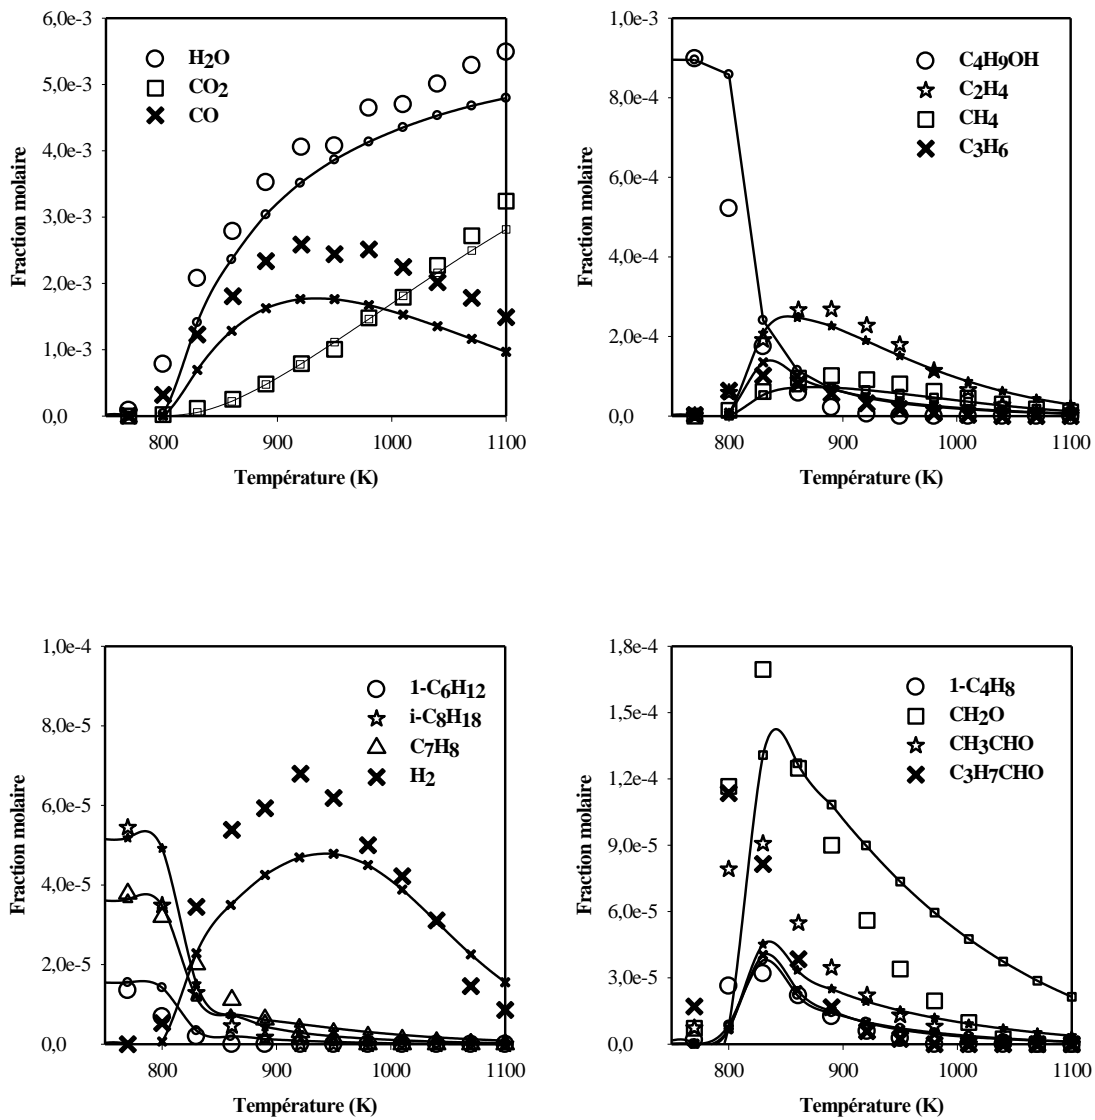 6,0e-3
5,0e-3
4,0e-3
3,0e-3
2,0e-3
1,0e-3
0,0
800 900 1000 1100
Fraction molaire
Température (K)
H2O
CO2
CO
1,0e-3
8,0e-4
6,0e-4
4,0e-4
2,0e-4
0,0
800 900 1000 1100
Fraction molaire
Température (K)
C4H9OH
C2H4
CH4
C3H6
1,0e-4
8,0e-5
6,0e-5
4,0e-5
2,0e-5
0,0
800 900 1000 1100
Fraction molaire
Température (K)
1-C6H12
i-C8H18
C7H8
H2
1,8e-4
1,5e-4
1,2e-4
9,0e-5
6,0e-5
3,0e-5
0,0
800 900 1000 1100
Fraction molaire
Température (K)
1-C4H8
CH2O
CH3CHO
C3H7CHO